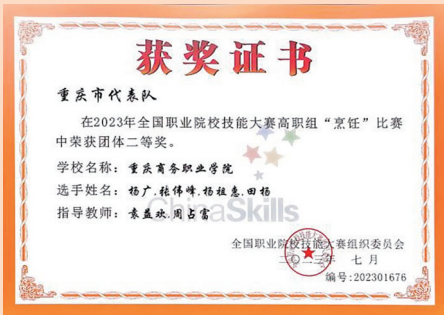 获奖证书
重庆市代表队
在2023年全国职业院校技能大赛高职组“烹饪”比赛
中荣获团体二等奖。
学校名称：重庆商务职业学院
选手姓名：杨广,张伟峰,杨祖惠,田杨
指导教师：袁益欢,周占富
ChinaSkills
全国职业院校技能大赛组织委员会
二〇二三年 七月
编号:202301676